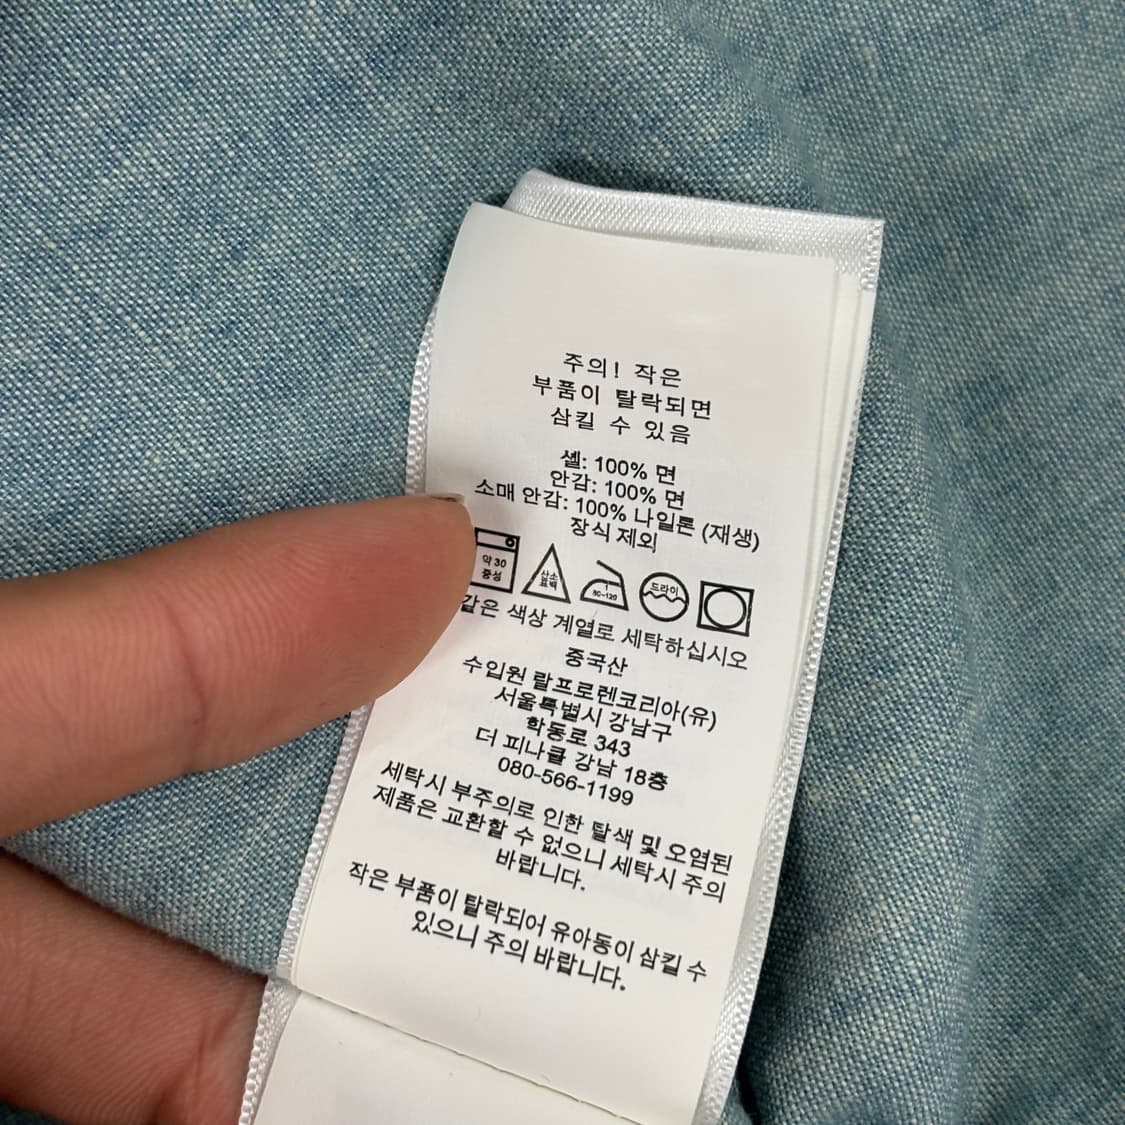 주의! 작은
부품이 탈락되면
삼킬 수 있음
셸: 100% 면
안감: 100% 면
소매 안감: 100% 나일론 (재생)
장식 제외
약 30
중성
산소
표백
1
80-120
드라이
같은 색상 계열로 세탁하십시오
중국산
수입원 랄프로렌코리아(유)
서울특별시 강남구
학동로 343
더 피나클 강남 18층
080-566-1199
세탁시 부주의로 인한 탈색 및 오염된
제품은 교환할 수 없으니 세탁시 주의
바랍니다.
작은 부품이 탈락되어 유아동이 삼킬 수
있으니 주의 바랍니다.